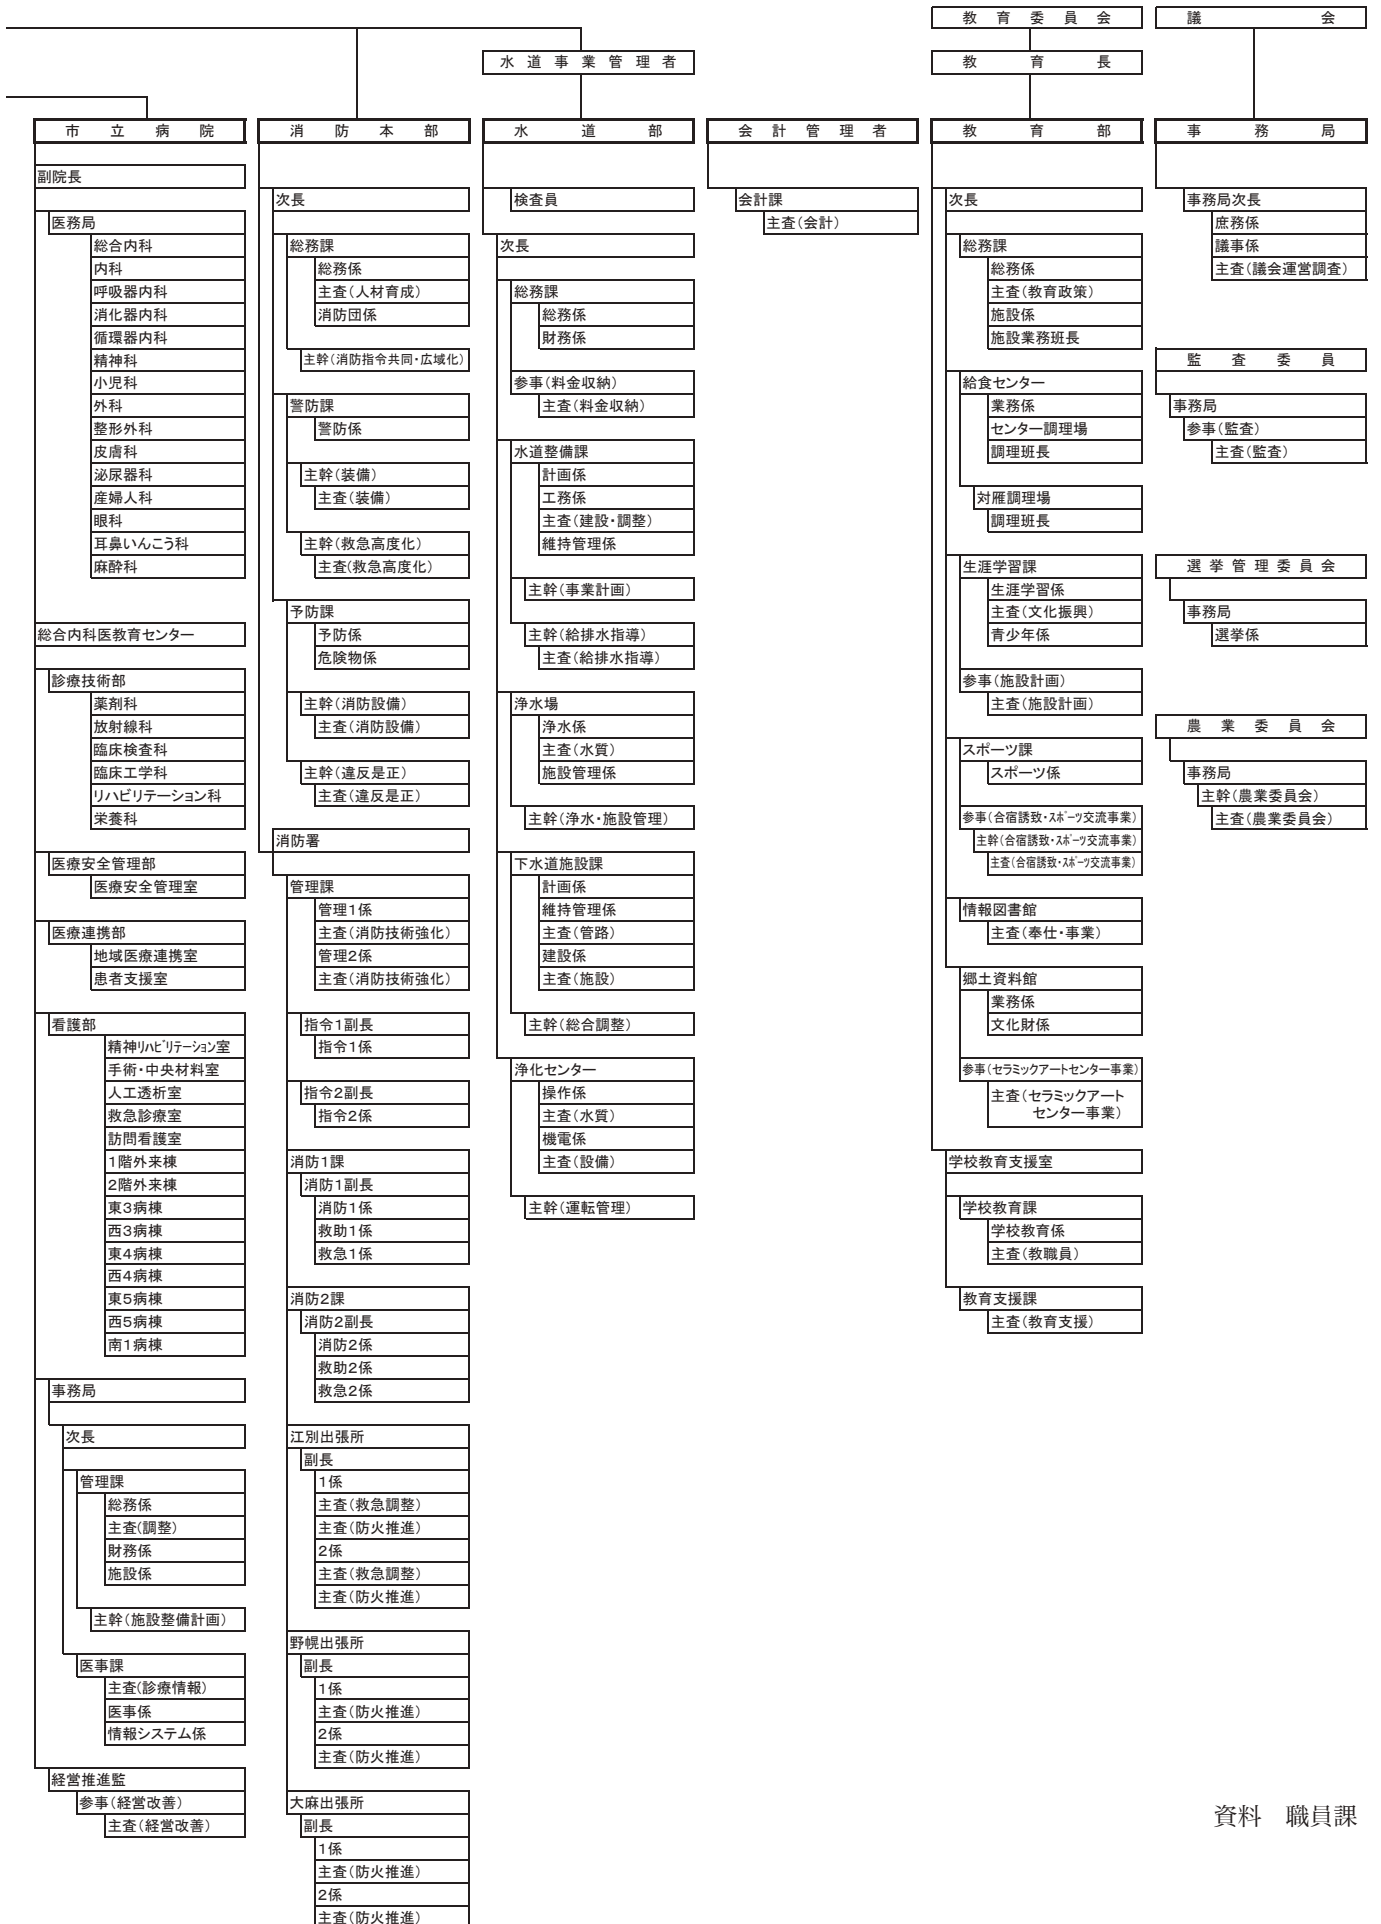 教育委員会
議会
水道事業管理者
教育長
市立病院
副院長
医務局
総合内科
内科
呼吸器内科
消化器内科
循環器内科
精神科
小児科
外科
整形外科
皮膚科
泌尿器科
産婦人科
眼科
耳鼻いんこう科
麻酔科
総合内科医教育センター
診療技術部
薬剤科
放射線科
臨床検査科
臨床工学科
リハビリテーション科
栄養科
医療安全管理部
医療安全管理室
医療連携部
地域医療連携室
患者支援室
看護部
精神ﾘﾊﾋﾞﾘﾃｰｼｮﾝ室
手術・中央材料室
人工透析室
救急診療室
訪問看護室
1階外来棟
2階外来棟
東3病棟
西3病棟
東4病棟
西4病棟
東5病棟
西5病棟
南1病棟
事務局
次長
管理課
総務係
主査(調整)
財務係
施設係
主幹(施設整備計画)
医事課
主査(診療情報)
医事係
情報システム係
経営推進監
参事(経営改善)
主査(経営改善)
消防本部
次長
総務課
総務係
主査(人材育成)
消防団係
主幹(消防指令共同・広域化)
警防課
警防係
主幹(装備)
主査(装備)
主幹(救急高度化)
主査(救急高度化)
予防課
予防係
危険物係
主幹(消防設備)
主査(消防設備)
主幹(違反是正)
主査(違反是正)
消防署
管理課
管理1係
主査(消防技術強化)
管理2係
主査(消防技術強化)
指令1副長
指令1係
指令2副長
指令2係
消防1課
消防1副長
消防1係
救助1係
救急1係
消防2課
消防2副長
消防2係
救助2係
救急2係
江別出張所
副長
1係
主査(救急調整)
主査(防火推進)
2係
主査(救急調整)
主査(防火推進)
野幌出張所
副長
1係
主査(防火推進)
2係
主査(防火推進)
大麻出張所
副長
1係
主査(防火推進)
2係
主査(防火推進)
水道部
検査員
次長
総務課
総務係
財務係
参事(料金収納)
主査(料金収納)
水道整備課
計画係
工務係
主査(建設・調整)
維持管理係
主幹(事業計画)
主幹(給排水指導)
主査(給排水指導)
浄水場
浄水係
主査(水質)
施設管理係
主幹(浄水・施設管理)
下水道施設課
計画係
維持管理係
主査(管路)
建設係
主査(施設)
主幹(総合調整)
浄化センター
操作係
主査(水質)
機電係
主査(設備)
主幹(運転管理)
会計管理者
会計課
主査(会計)
教育部
次長
総務課
総務係
主査(教育政策)
施設係
施設業務班長
給食センター
業務係
センター調理場
調理班長
対雁調理場
調理班長
生涯学習課
生涯学習係
主査(文化振興)
青少年係
参事(施設計画)
主査(施設計画)
スポーツ課
スポーツ係
参事(合宿誘致・ｽﾎﾟｰﾂ交流事業)
主幹(合宿誘致・ｽﾎﾟｰﾂ交流事業)
主査(合宿誘致・ｽﾎﾟｰﾂ交流事業)
情報図書館
主査(奉仕・事業)
郷土資料館
業務係
文化財係
参事(セラミックアートセンター事業)
主査(セラミックアート
センター事業)
学校教育支援室
学校教育課
学校教育係
主査(教職員)
教育支援課
主査(教育支援)
事務局
事務局次長
庶務係
議事係
主査(議会運営調査)
監査委員
事務局
参事(監査)
主査(監査)
選挙管理委員会
事務局
選挙係
農業委員会
事務局
主幹(農業委員会)
主査(農業委員会)
資料　職員課